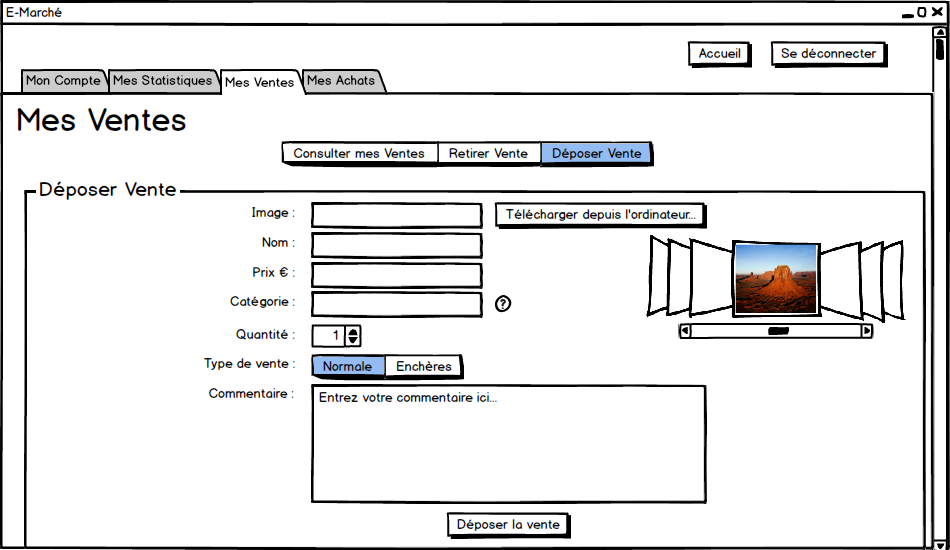 E-Marché
Accueil
Se déconnecter
Mon Compte
Mes Statistiques
Mes Ventes
Mes Achats
Mes Ventes
Consulter mes Ventes
Retirer Vente
Déposer Vente
Déposer Vente
Image :
Télécharger depuis l'ordinateur...
Nom :
Prix € :
Catégorie :
?
Quantité :
1
Type de vente :
Normale
Enchères
Commentaire :
Entrez votre commentaire ici...
Déposer la vente